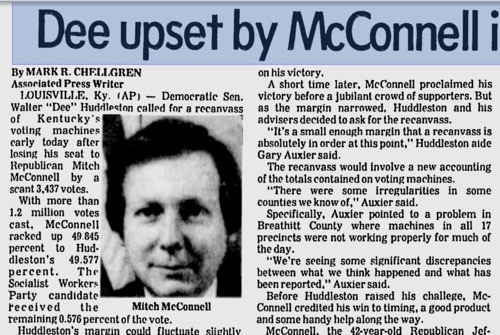 Dee upset by McConnell i
By MARK R. CHELLGREN
Associated Press Writer
LOUISVILLE, Ky. (AP) — Democratic Sen.
Walter "Dee" Huddleston called for a recanvass
of Kentucky's
voting machines
early today after
losing his seat to
Republican Mitch
McConnell by a
scant 3,437 votes.
With more than
1.2 million votes
cast, McConnell
racked up 49.845
percent to Hud-
dleston's 49.577
percent. The
Socialist Workers
Party candidate
received the
remaining 0.576 percent of the vote.
Huddleston's margin could fluctuate slightly
Mitch McConnell
on his victory.
A short time later, McConnell proclaimed his
victory before a jubilant crowd of supporters. But
as the margin narrowed, Huddleston and his
advisers decided to ask for the recanvass.
"It's a small enough margin that a recanvass is
absolutely in order at this point," Huddleston aide
Gary Auxier said.
The recanvass would involve a new accounting
of the totals contained on voting machines.
"There were some irregularities in some
counties we know of," Auxier said.
Specifically, Auxier pointed to a problem in
Breathitt County where machines in all 17
precincts were not working properly for much of
the day.
"We're seeing some significant discrepancies
between what we think happened and what has
been reported," Auxier said.
Before Huddleston raised his challege, Mc-
Connell credited his win to timing, a good product
and some handy help along the way.
McConnell, the 42-year-old Republican Jef-